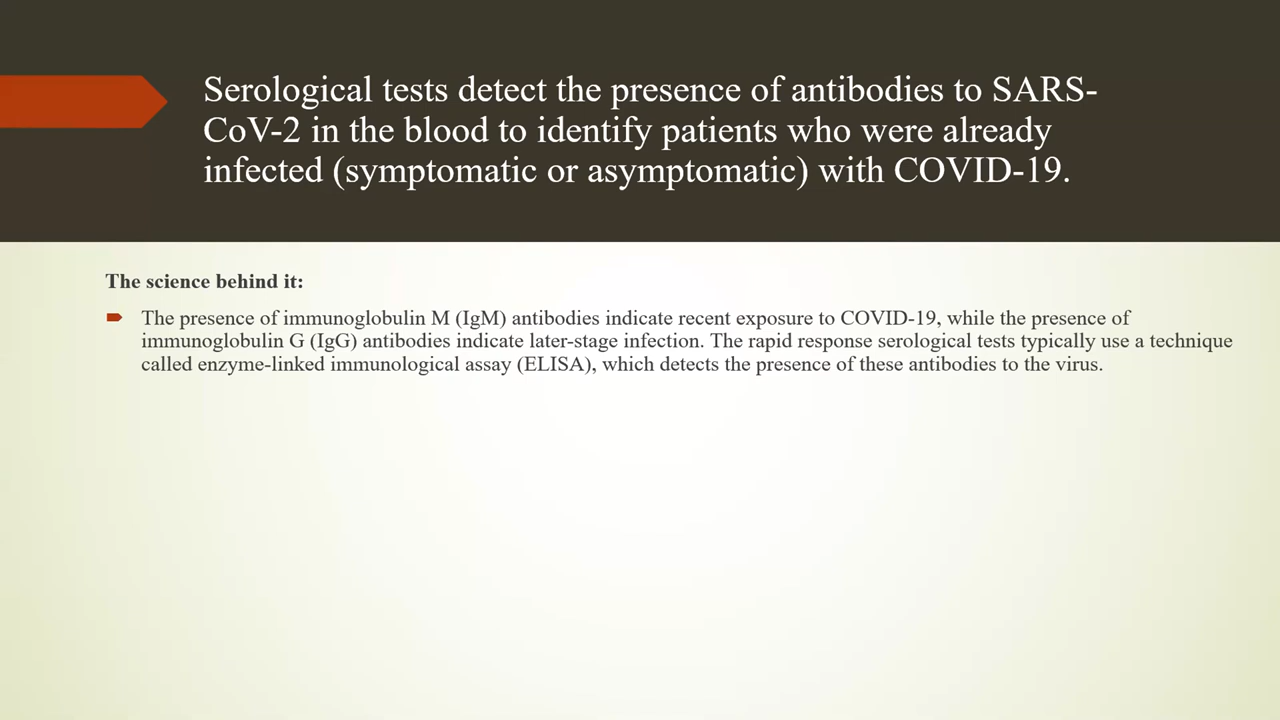 Serological tests detect the presence of antibodies to SARS-
CoV-2 in the blood to identify patients who were already
infected (symptomatic or asymptomatic) with COVID-19.
The science behind it:
The presence of immunoglobulin M (IgM) antibodies indicate recent exposure to COVID-19, while the presence of
immunoglobulin G (IgG) antibodies indicate later-stage infection. The rapid response serological tests typically use a technique
called enzyme-linked immunological assay (ELISA), which detects the presence of these antibodies to the virus.